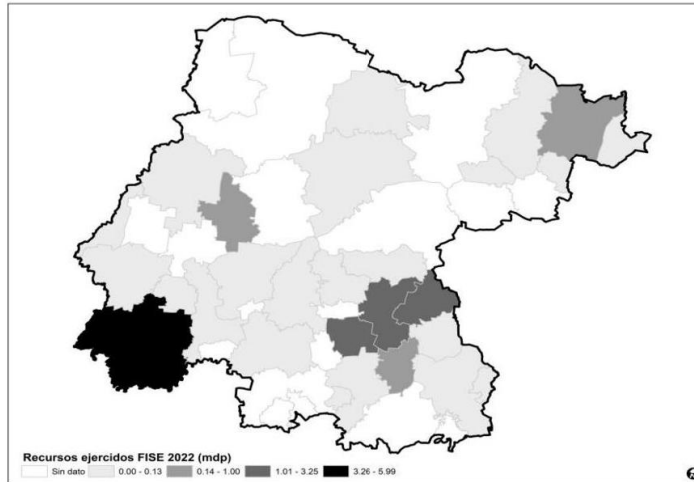 Recursos ejercidos FISE 2022 (mdp)
Sin dato 0.00 - 0.13 0.14 - 1.00 1.01 - 3.25 3.26 - 5.99